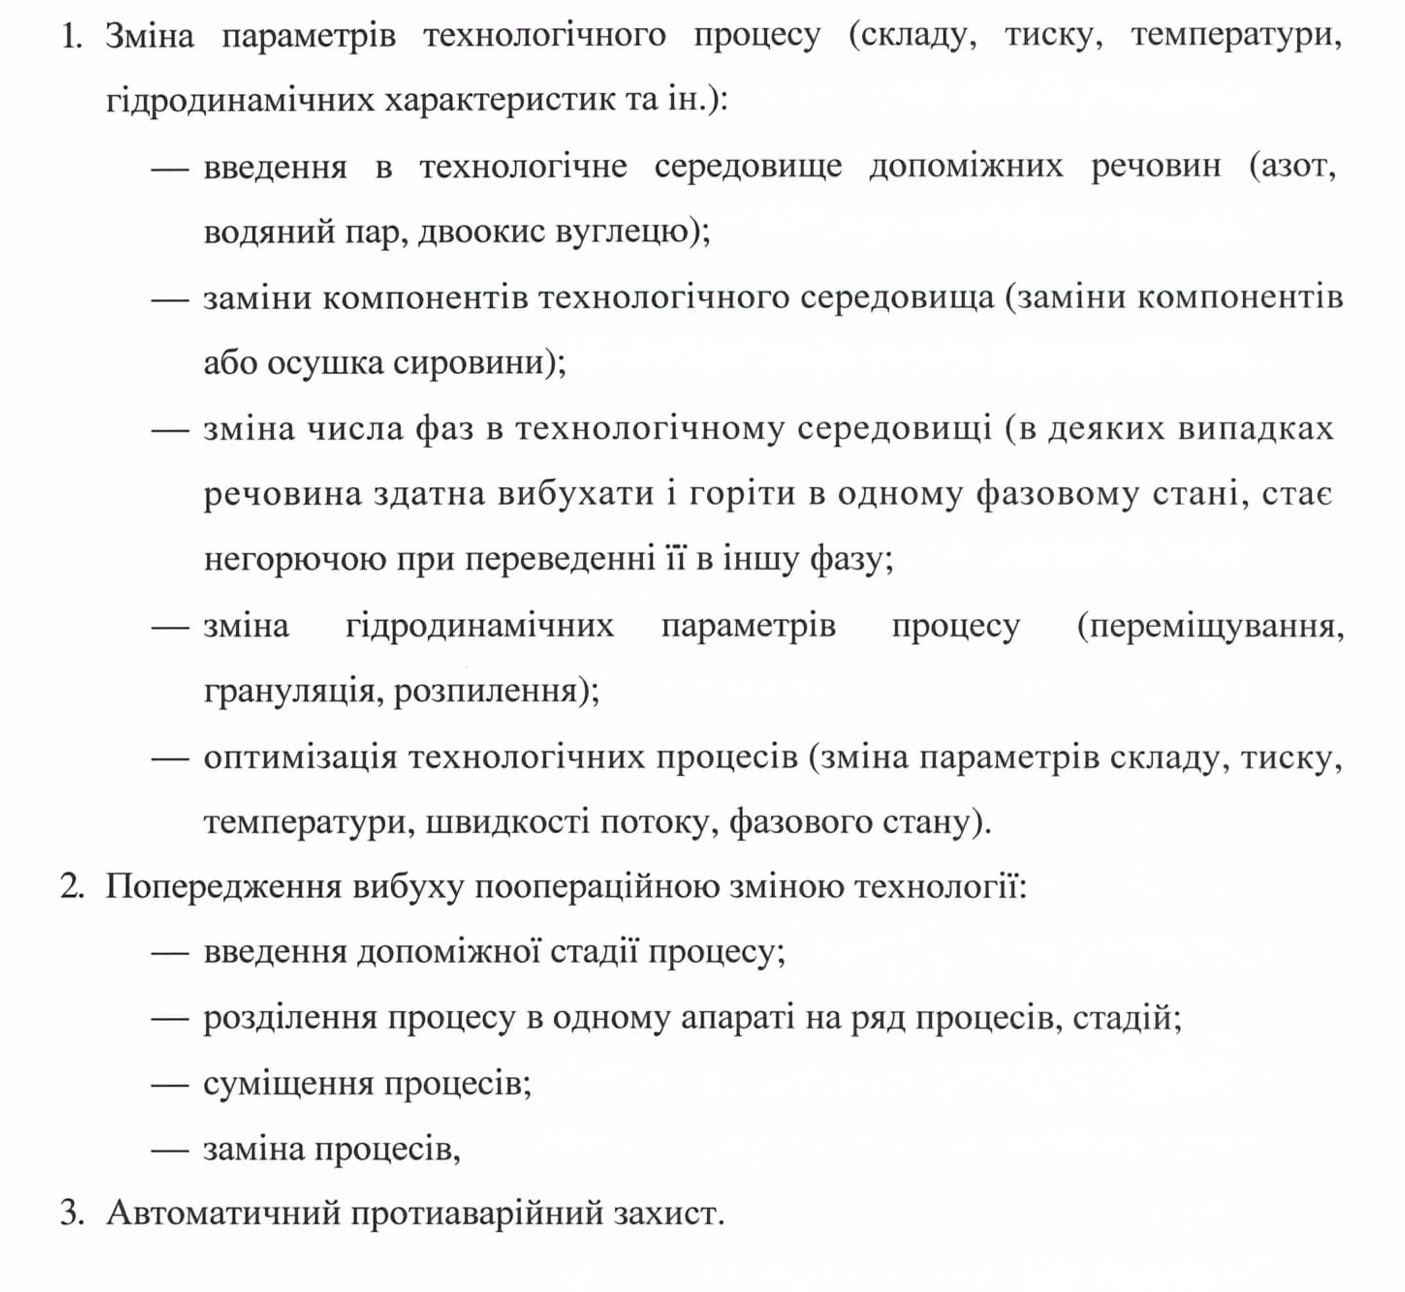 1. Зміна параметрів технологічного процесу (складу, тиску, температури,
гідродинамічних характеристик та ін.):
— введення в технологічне середовище допоміжних речовин (азот,
водяний пар, двоокис вуглецю);
— заміни компонентів технологічного середовища (заміни компонентів
або осушка сировини);
— зміна числа фаз в технологічному середовищі (в деяких випадках
речовина здатна вибухати і горіти в одному фазовому стані, стає
негорючою при переведенні її в іншу фазу;
— зміна гідродинамічних параметрів процесу (переміщування,
грануляція, розпилення);
— оптимізація технологічних процесів (зміна параметрів складу, тиску,
температури, швидкості потоку, фазового стану).
2. Попередження вибуху поопераційною зміною технології:
— введення допоміжної стадії процесу;
— розділення процесу в одному апараті на ряд процесів, стадій;
— суміщення процесів;
— заміна процесів,
3. Автоматичний протиаварійний захист.